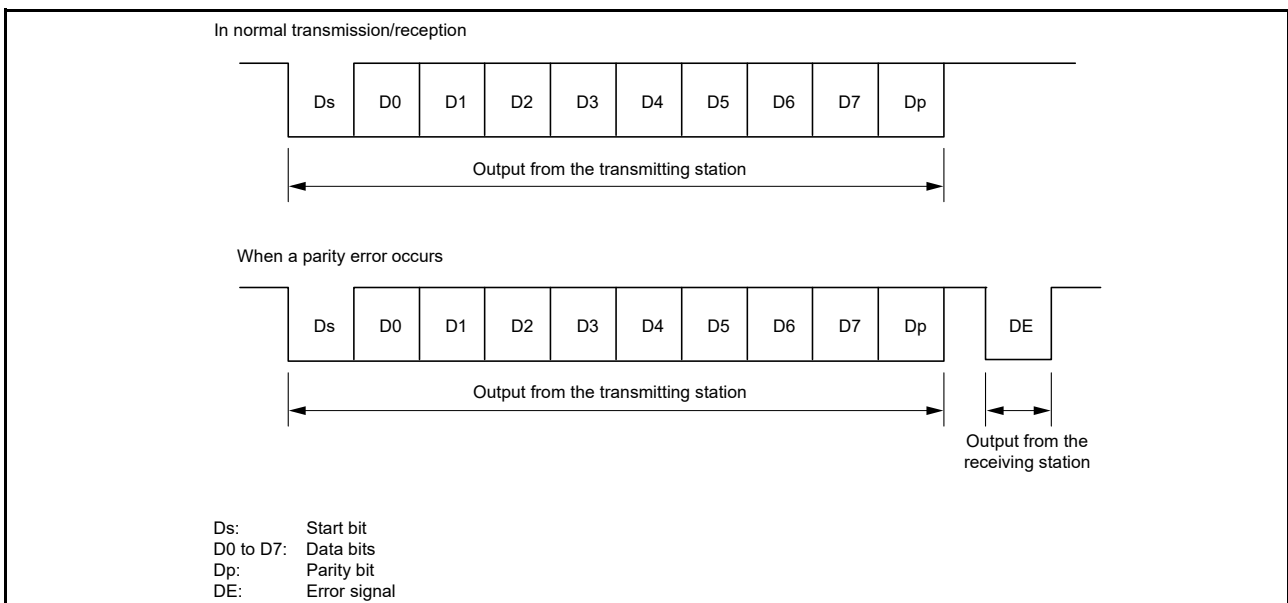 In normal transmission/reception
Ds D0 D1 D2 D3 D4 D5 D6 D7 Dp
Output from the transmitting station
When a parity error occurs
Ds D0 D1 D2 D3 D4 D5 D6 D7 Dp DE
Output from the transmitting station
Output from the
receiving station
Ds: Start bit
D0 to D7: Data bits
Dp: Parity bit
DE: Error signal